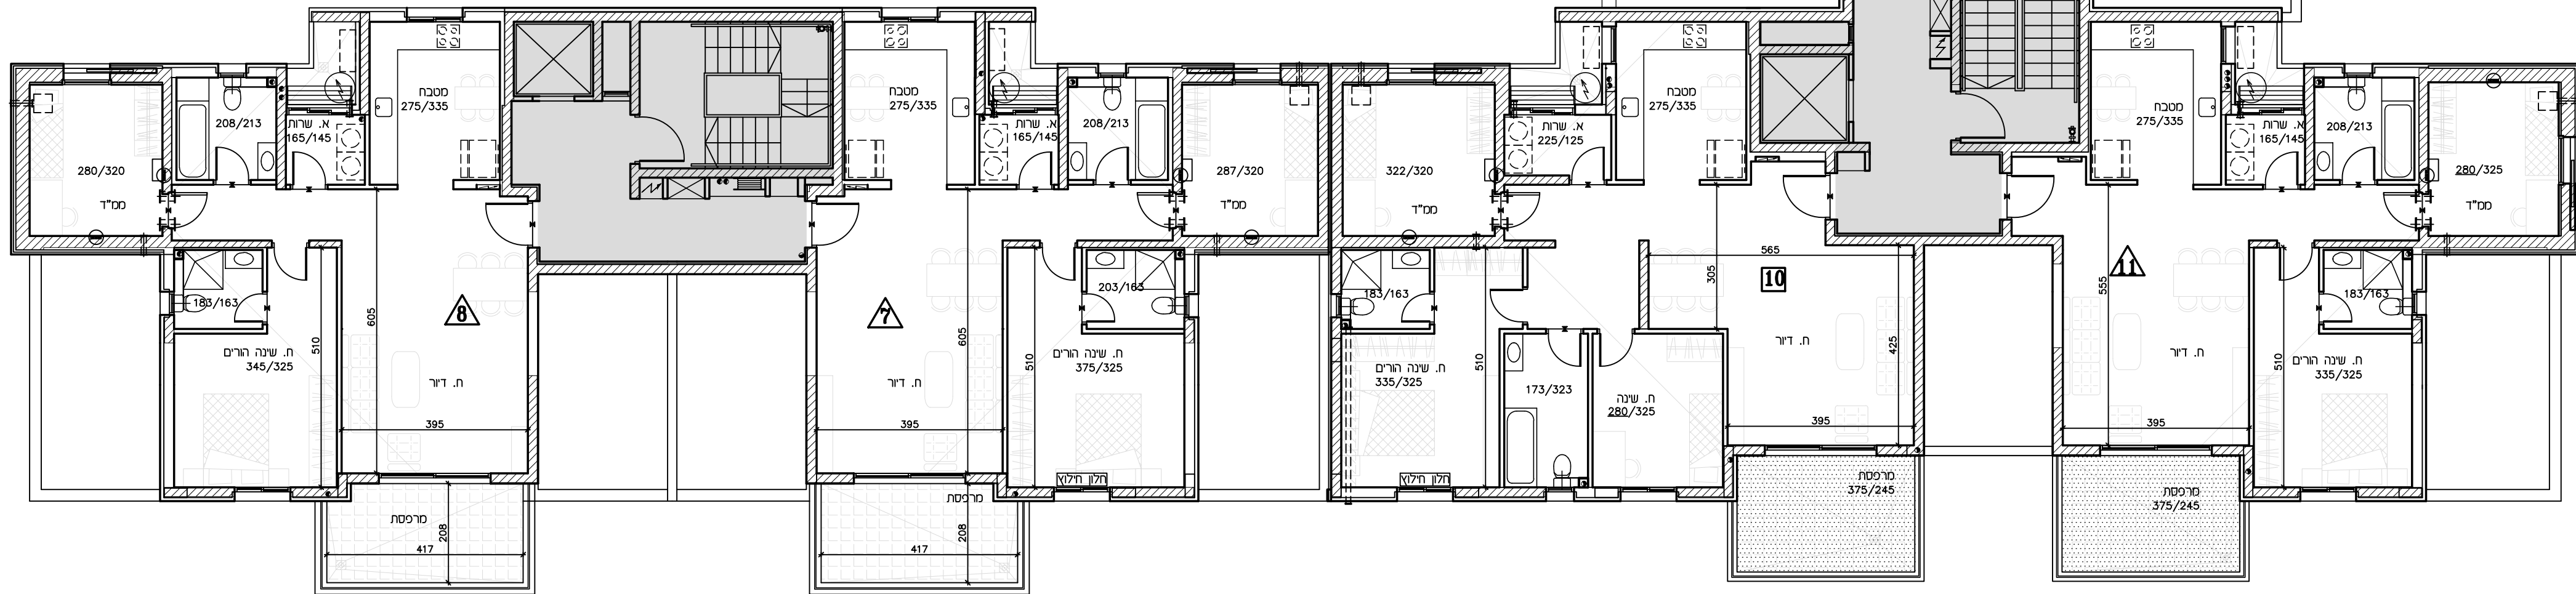 280/320
ממ"ד
208/213
א. שרות
165/145
מטבח
275/335
183/163
ח. שינה הורים
345/325
510
605
8
ח. דיור
395
מרפסת
208
417
מטבח
275/335
א. שרות
165/145
208/213
287/320
ממ"ד
203/163
7
605
510
ח. שינה הורים
375/325
ח. דיור
395
חלון חילוץ
מרפסת
208
417
322/320
ממ"ד
א. שרות
225/125
מטבח
275/335
183/163
ח. שינה הורים
335/325
510
חלון חילוץ
173/323
ח. שינה
280/325
565
305
10
ח. דיור
425
395
מרפסת
375/245
מטבח
275/335
א. שרות
165/145
208/213
280/325
ממ"ד
11
555
ח. דיור
395
510
183/163
ח. שינה הורים
335/325
מרפסת
375/245